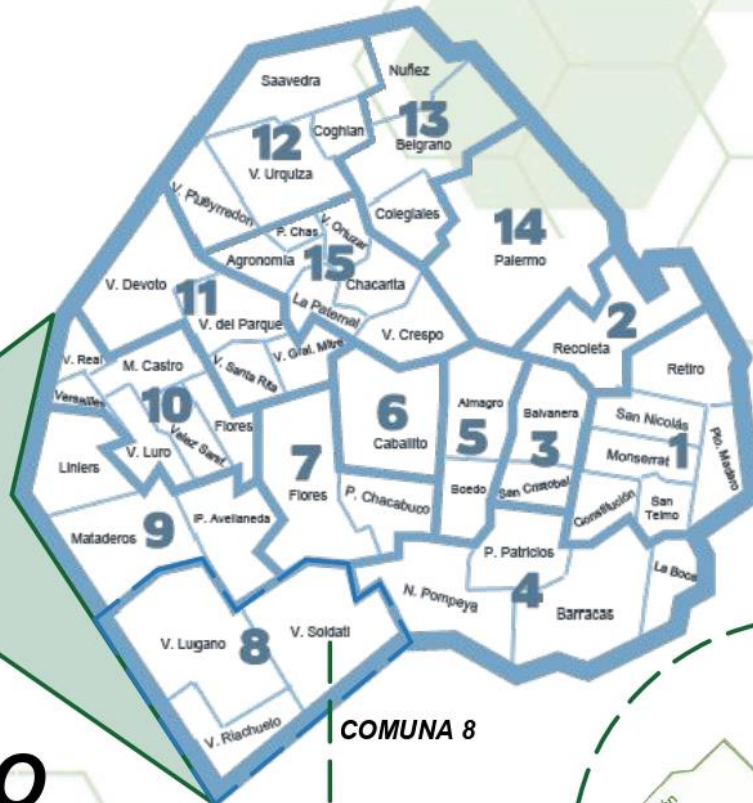 Saavedra
Nuñez
12
Coghlan
13
Belgrano
V. Urquiza
V. Pueyrredon
Colegiales
P. Chas
V. Ortuzar
14
Palermo
Agronomia
15
Chacarita
V. Devoto
11
La Paternal
V. del Parque
V. Crespo
2
Recoleta
V. Real
M. Castro
V. Santa Rita
V. Gral. Mitre
Retiro
Versalles
10
Flores
6
Caballito
Almagro
5
Balvanera
3
San Nicolás
1
Monserrat
Pto. Madero
V. Luro
Velez Sarsf.
Liniers
7
Flores
P. Chacabuco
Boedo
San Cristobal
Constitución
San
Telmo
Mataderos
9
P. Avellaneda
P. Patricios
4
N. Pompeya
Barracas
La Boca
V. Lugano
8
V. Soldati
V. Riachuelo
COMUNA 8
O